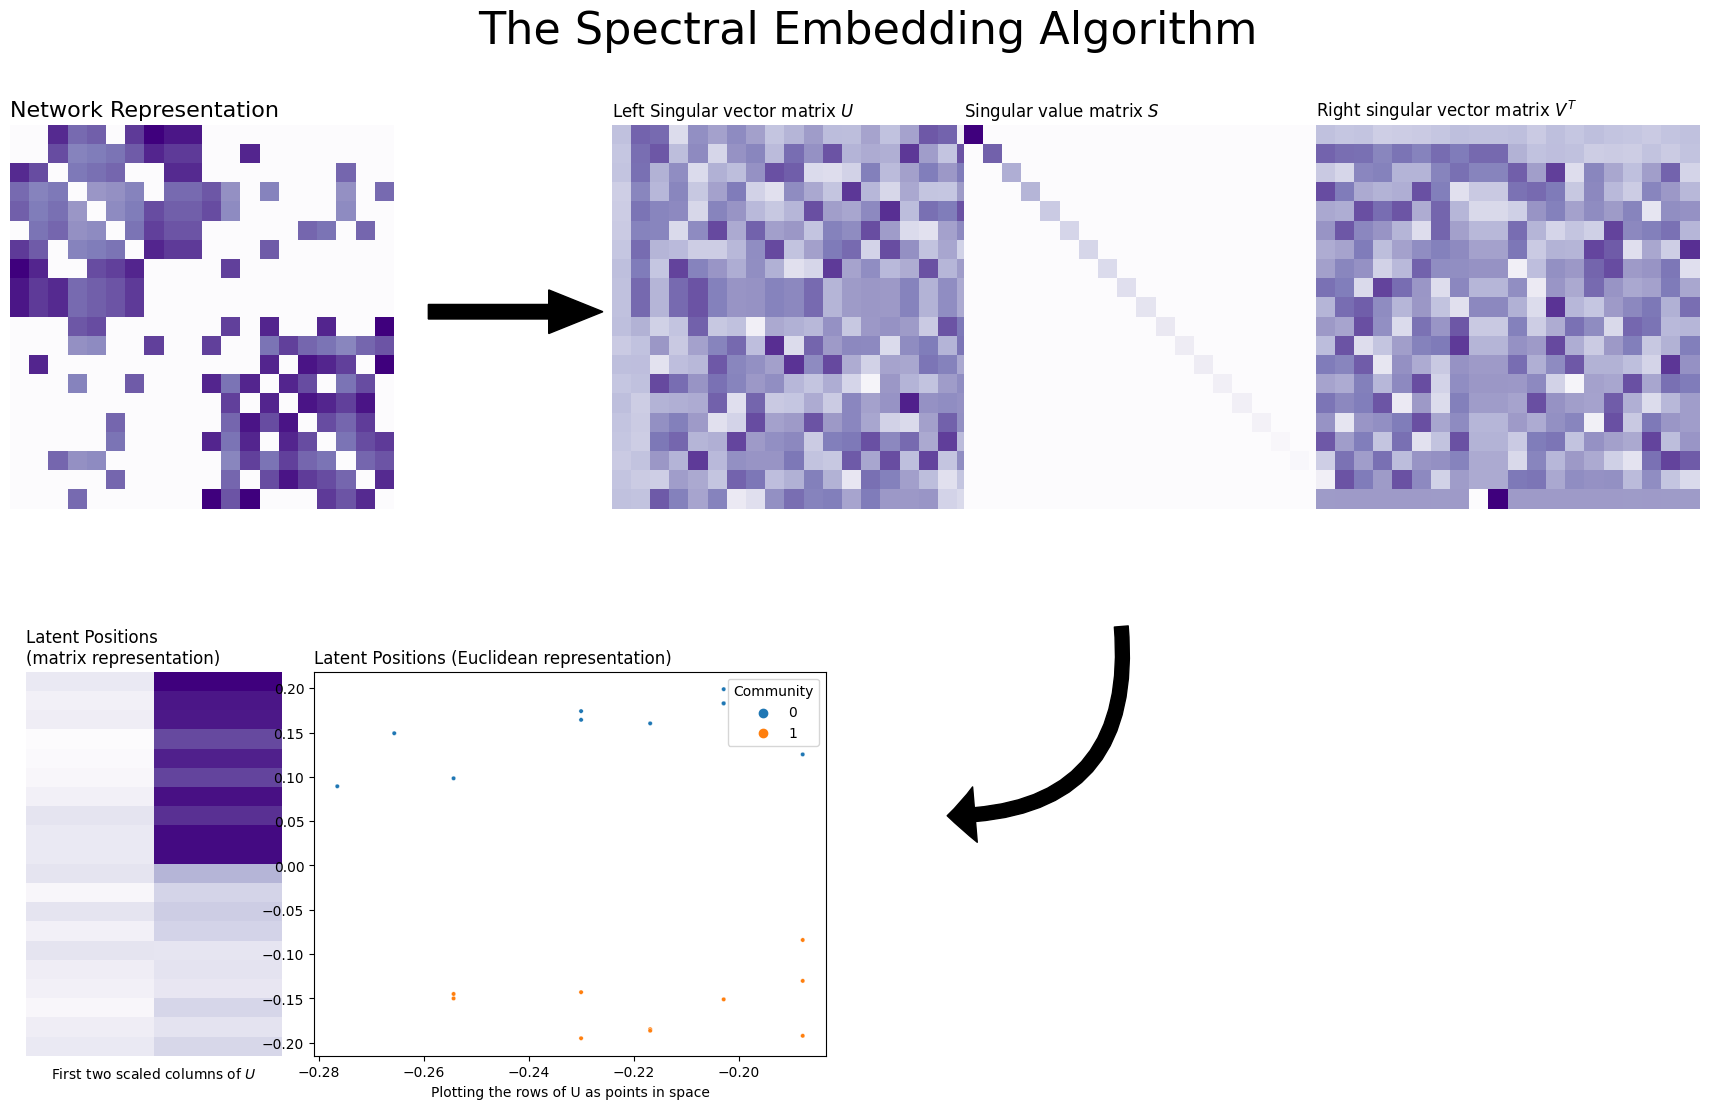 The Spectral Embedding Algorithm
Network Representation
Left Singular vector matrix U
Singular value matrix S
Right singular vector matrix V^T
Latent Positions
(matrix representation)
First two scaled columns of U
Latent Positions (Euclidean representation)
Community
0
1
0.20
0.15
0.10
0.05
0.00
−0.05
−0.10
−0.15
−0.20
−0.28 −0.26 −0.24 −0.22 −0.20
Plotting the rows of U as points in space